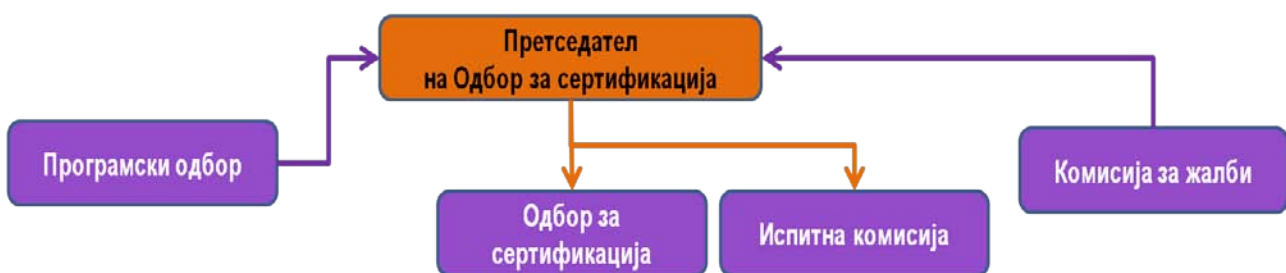 Претседател
на Одбор за сертификација
Програмски одбор
Комисија за жалби
Одбор за
сертификација
Испитна комисија